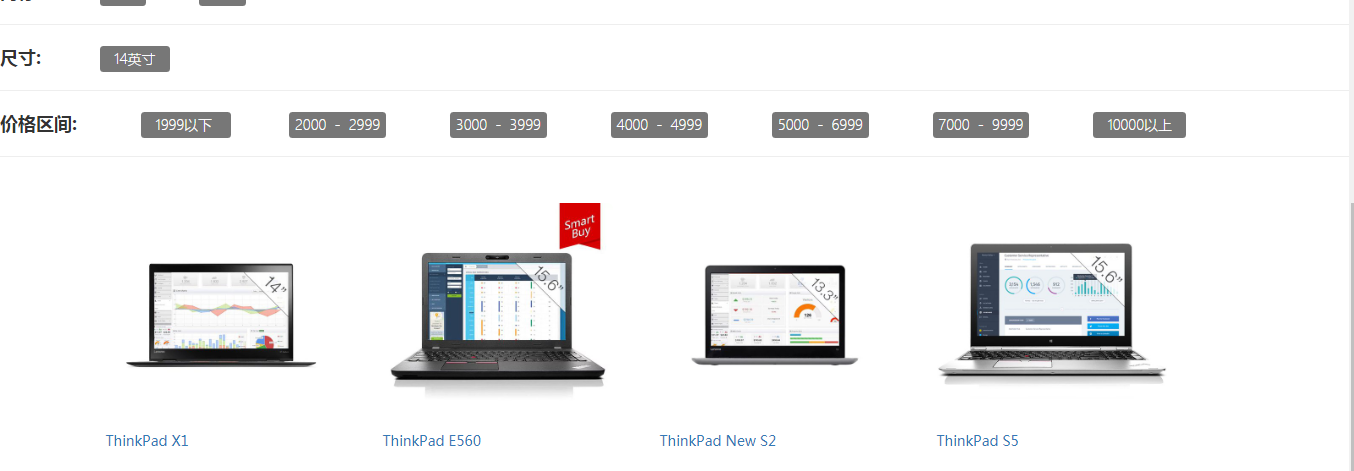 尺寸:
14英寸
价格区间:
1999以下
2000 - 2999
3000 - 3999
4000 - 4999
5000 - 6999
7000 - 9999
10000以上
Smart
Buy
14"
15.6"
13.3"
15.6"
ThinkPad X1
ThinkPad E560
ThinkPad New S2
ThinkPad S5